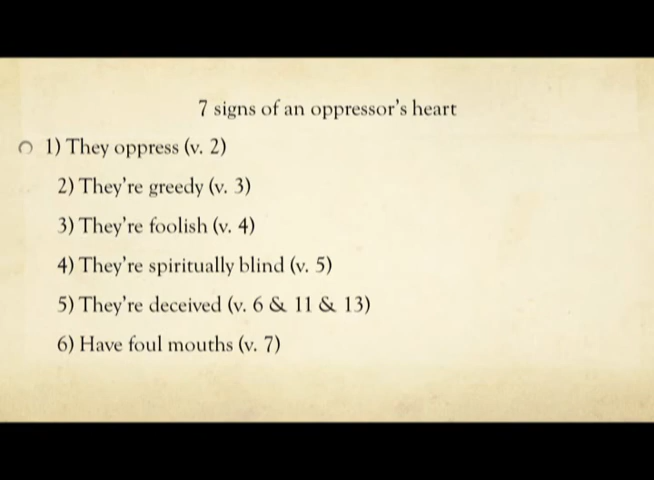 7 signs of an oppressor's heart
1) They oppress (v. 2)
2) They're greedy (v. 3)
3) They're foolish (v. 4)
4) They're spiritually blind (v. 5)
5) They're deceived (v. 6 & 11 & 13)
6) Have foul mouths (v. 7)